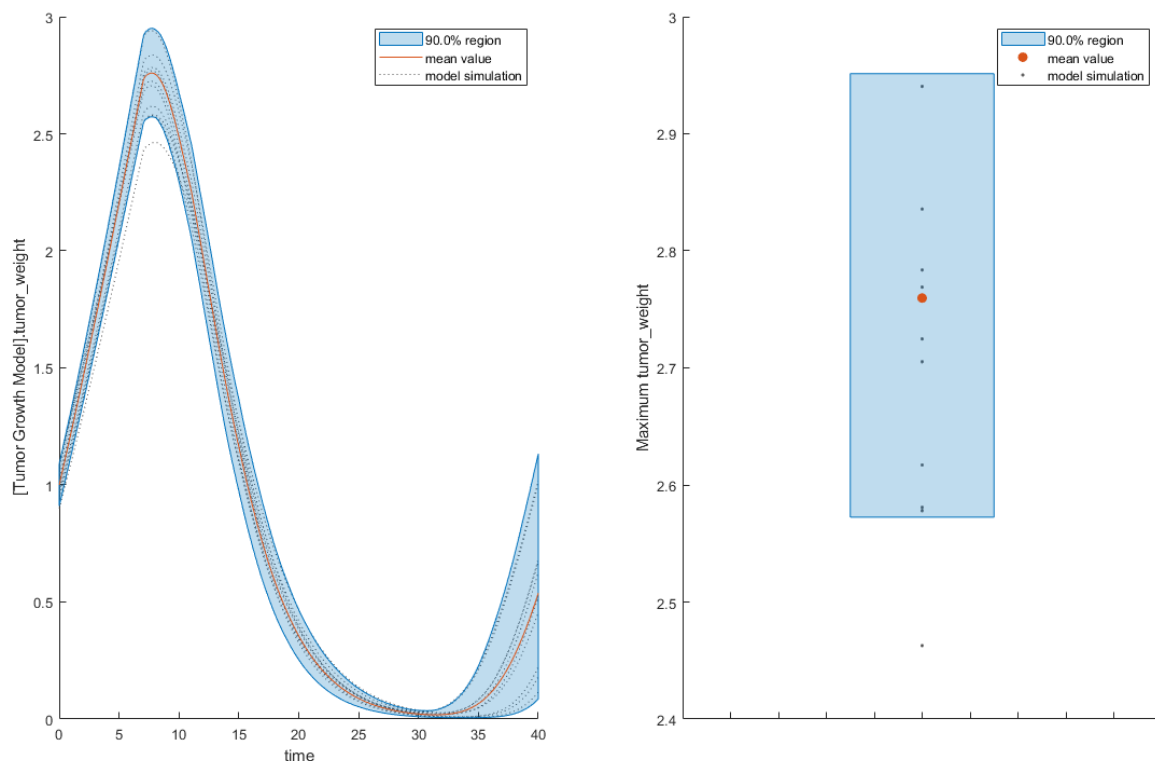 [Tumor Growth Model].tumor_weight
3
2.5
2
1.5
1
0.5
0
0
5
10
15
20
25
30
35
40
time
90.0% region
mean value
model simulation
Maximum tumor_weight
3
2.9
2.8
2.7
2.6
2.5
2.4
90.0% region
mean value
model simulation